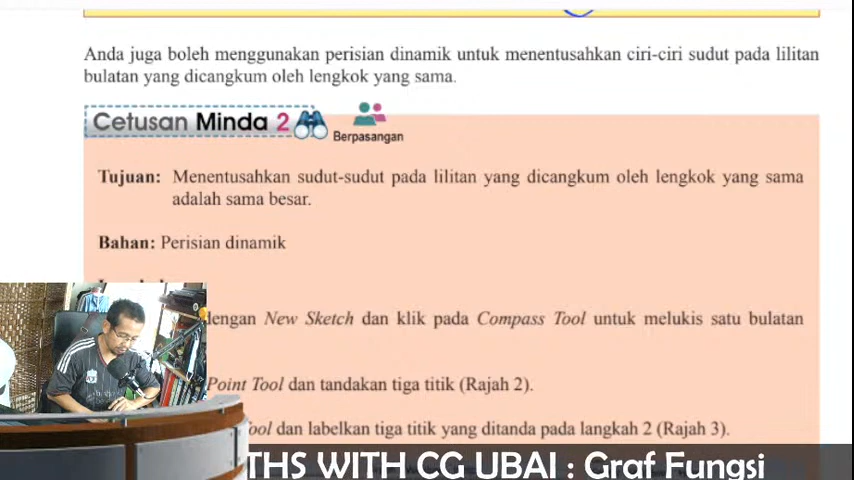 Anda juga boleh menggunakan perisian dinamik untuk menentusahkan ciri-ciri sudut pada lilitan
bulatan yang dicangkum oleh lengkok yang sama.
Cetusan Minda 2
Berpasangan
Tujuan: Menentusahkan sudut-sudut pada lilitan yang dicangkum oleh lengkok yang sama
adalah sama besar.
Bahan: Perisian dinamik
dengan New Sketch dan klik pada Compass Tool untuk melukis satu bulatan
Point Tool dan tandakan tiga titik (Rajah 2).
Tool dan labelkan tiga titik yang ditanda pada langkah 2 (Rajah 3).
THS WITH CG UBAI : Graf Fungsi